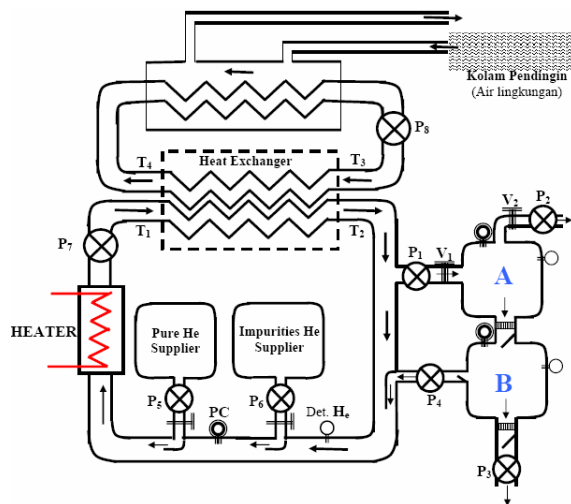 Kolam Pendingin
(Air lingkungan)
P8
T4
Heat Exchanger
T3
T1
T2
P7
V2
P2
P1
V1
A
HEATER
Pure He
Supplier
Impurities He
Supplier
B
P4
P5
PC
P6
Det. He
P3